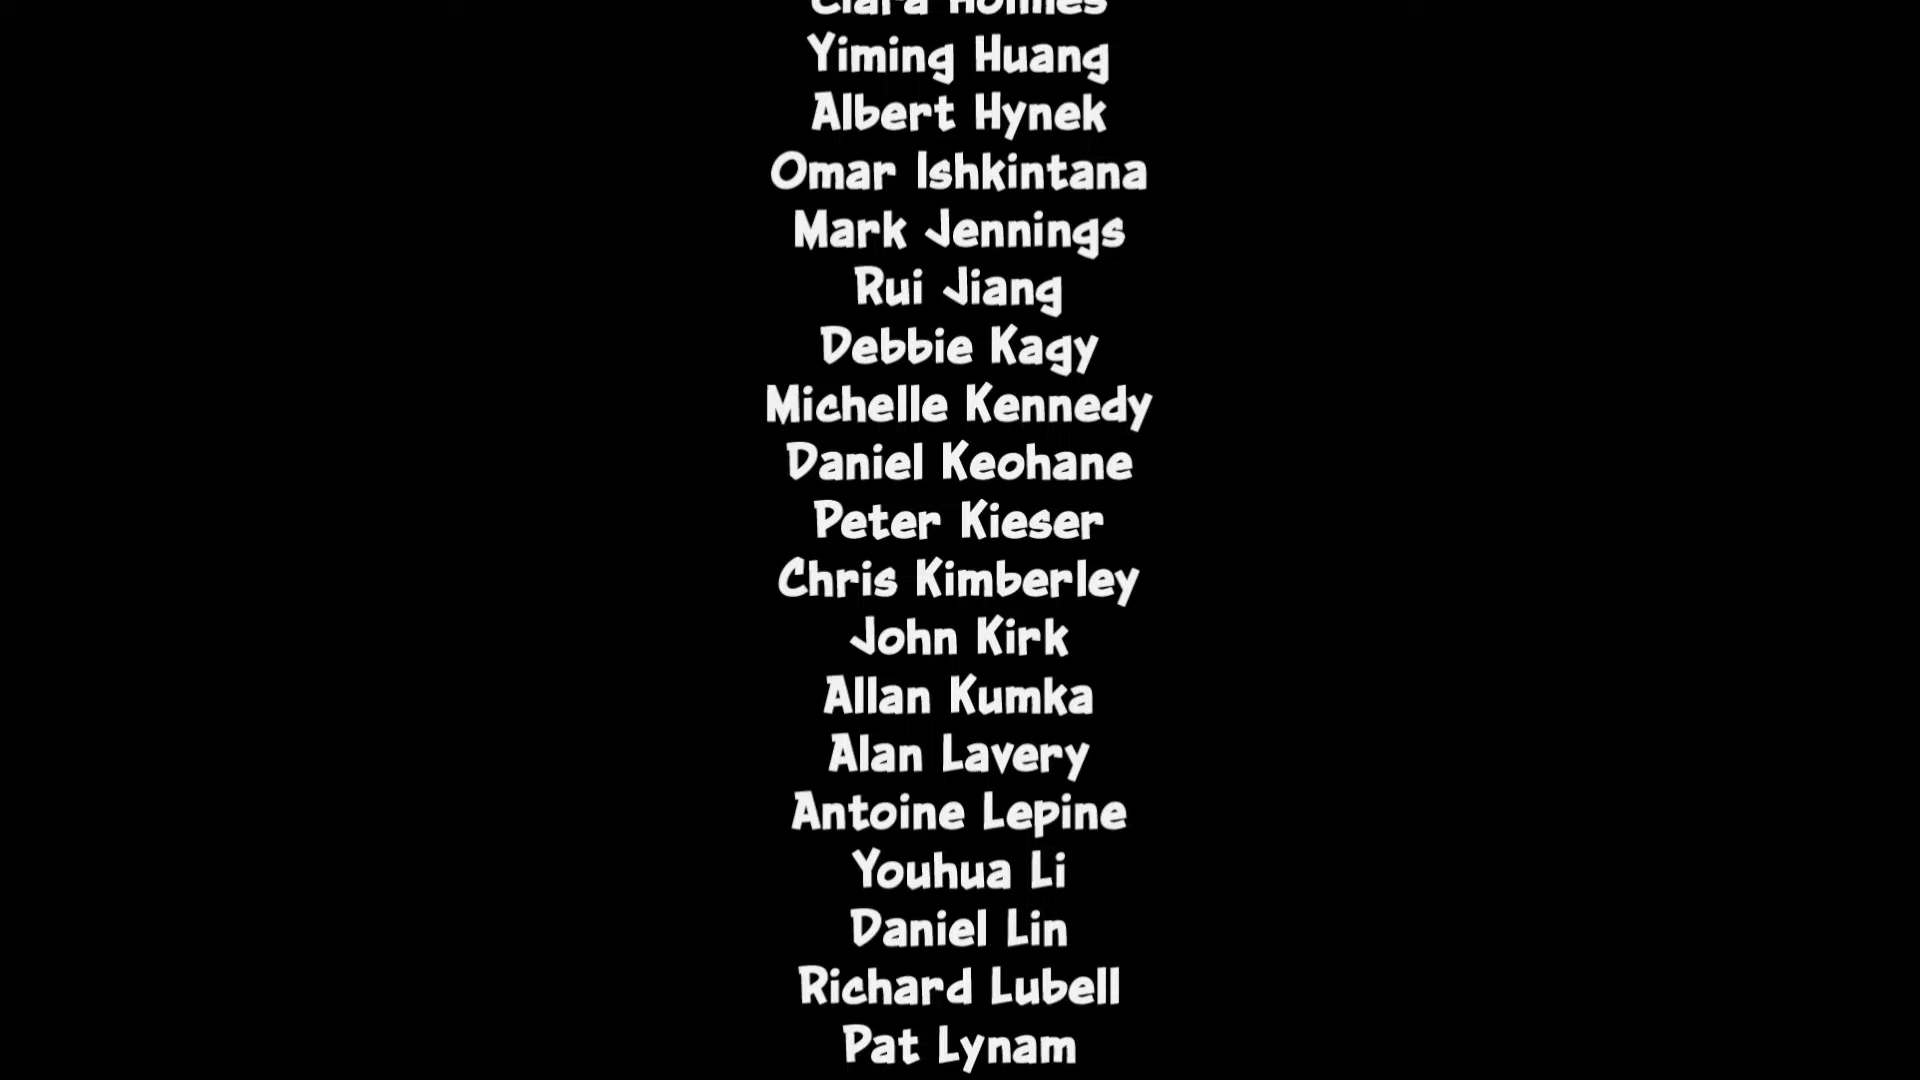 Clara Holmes
Yiming Huang
Albert Hynek
Omar Ishkintana
Mark Jennings
Rui Jiang
Debbie Kagy
Michelle Kennedy
Daniel Keohane
Peter Kieser
Chris Kimberley
John Kirk
Allan Kumka
Alan Lavery
Antoine Lepine
Youhua Li
Daniel Lin
Richard Lubell
Pat Lynam